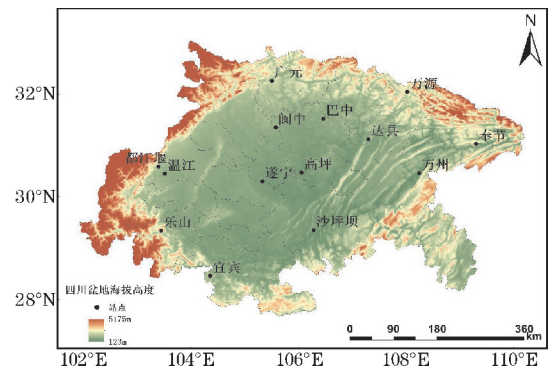 N
32°N
30°N
28°N
广元
万源
巴中
阆中
达县
奉节
都江堰
温江
高坪
遂宁
万州
乐山
沙坪坝
宜宾
四川盆地海拔高度
站点
5175m
123m
0 90 180 360
km
102°E 104°E 106°E 108°E 110°E